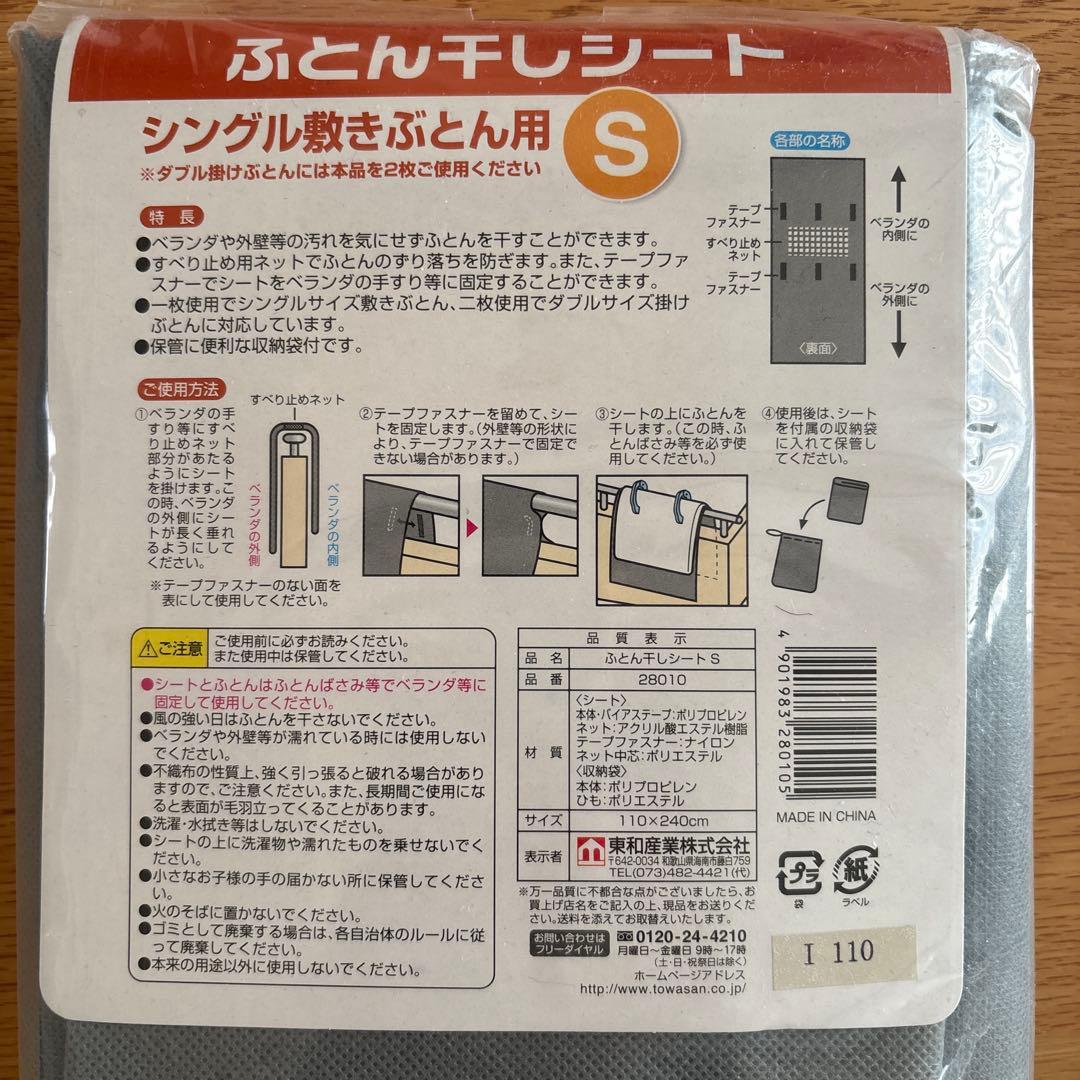 ふとん干しシート
シングル敷きぶとん用
S
※ダブル掛けぶとんには本品を2枚ご使用ください
特長
●ベランダや外壁等の汚れを気にせずふとんを干すことができます。
●すべり止め用ネットでふとんのずり落ちを防ぎます。また、テープファ
スナーでシートをベランダの手すり等に固定することができます。
●一枚使用でシングルサイズ敷きぶとん、二枚使用でダブルサイズ掛け
ぶとんに対応しています。
●保管に便利な収納袋付です。
各部の名称
テープ
ファスナー
すべり止め
ネット
テープ
ファスナー
ベランダの
内側に
ベランダの
外側に
〈裏面〉
ご使用方法
①ベランダの手
すり等にすべ
り止めネット
部分があたる
ようにシート
を掛けます。こ
の時、ベランダ
の外側にシー
トが長く垂れ
るようにして
ください。
すべり止めネット
ベランダの外側
ベランダの内側
※テープファスナーのない面を
表にして使用してください。
②テープファスナーを留めて、シー
トを固定します。(外壁等の形状に
より、テープファスナーで固定で
きない場合があります。)
③シートの上にふとんを
干します。(この時、ふ
とんばさみ等を必ず使
用してください。)
④使用後は、シート
を付属の収納袋
に入れて保管し
てください。
ご注意
ご使用前に必ずお読みください。
また使用中は保管してください。
●シートとふとんはふとんばさみ等でベランダ等に
固定して使用してください。
●風の強い日はふとんを干さないでください。
●ベランダや外壁等が濡れている時には使用しない
でください。
●不織布の性質上、強く引っ張ると破れる場合があり
ますので、ご注意ください。また、長期間ご使用にな
ると表面が毛羽立ってくることがあります。
●洗濯・水拭き等はしないでください。
●シートの上に洗濯物や濡れたものを乗せないでく
ださい。
●小さなお子様の手の届かない所に保管してくださ
い。
●火のそばに置かないでください。
●ゴミとして廃棄する場合は、各自治体のルールに従
って廃棄してください。
●本来の用途以外に使用しないでください。
品質表示
品名 ふとん干しシート S
品番 28010
材質
〈シート〉
本体・バイアステープ:ポリプロピレン
ネット:アクリル酸エステル樹脂
テープファスナー:ナイロン
ネット中芯:ポリエステル
〈収納袋〉
本体:ポリプロピレン
ひも:ポリエステル
サイズ 110×240cm
表示者 東和産業株式会社
〒642-0034 和歌山県海南市藤白759
TEL(073)482-4421(代)
※万一品質に不都合な点がございましたら、お
買上げ店名をご記入の上、現品をお送りくだ
さい。送料を添えてお取替えいたします。
お問い合わせは
フリーダイヤル
0120-24-4210
月曜日〜金曜日 9時〜17時
(土・日・祝祭日は除く)
ホームページアドレス
http://www.towasan.co.jp/
4 901983 280105
MADE IN CHINA
プラ
袋
紙
ラベル
I 110